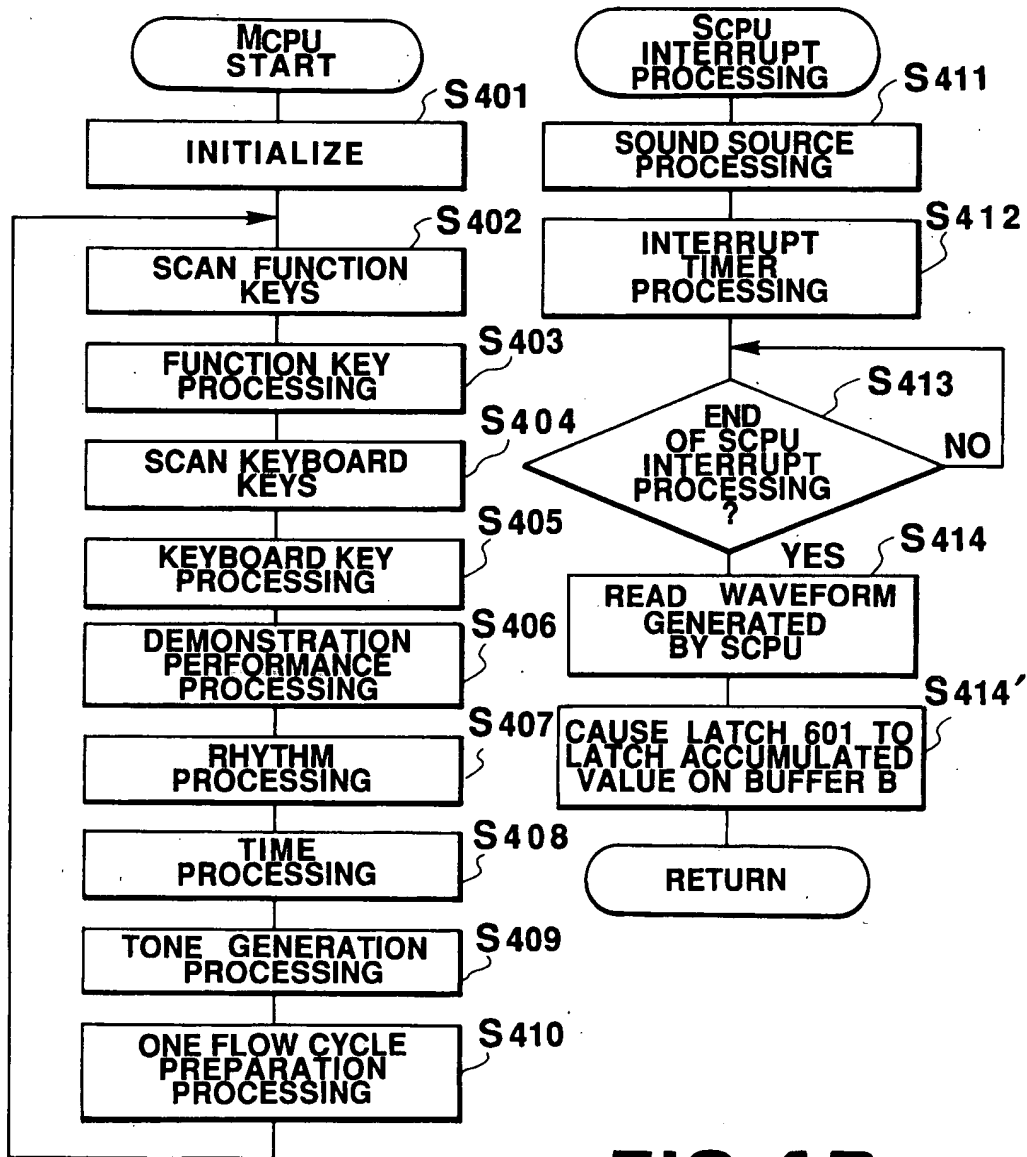 MCPU
START
S401
INITIALIZE
S402
SCAN FUNCTION
KEYS
S403
FUNCTION KEY
PROCESSING
S404
SCAN KEYBOARD
KEYS
S405
KEYBOARD KEY
PROCESSING
S406
DEMONSTRATION
PERFORMANCE
PROCESSING
S407
RHYTHM
PROCESSING
S408
TIME
PROCESSING
S409
TONE GENERATION
PROCESSING
S410
ONE FLOW CYCLE
PREPARATION
PROCESSING
SCPU
INTERRUPT
PROCESSING
S411
SOUND SOURCE
PROCESSING
S412
INTERRUPT
TIMER
PROCESSING
S413
END
OF SCPU
INTERRUPT
PROCESSING
?
NO
YES
S414
READ WAVEFORM
GENERATED
BY SCPU
S414′
CAUSE LATCH 601 TO
LATCH ACCUMULATED
VALUE ON BUFFER B
RETURN